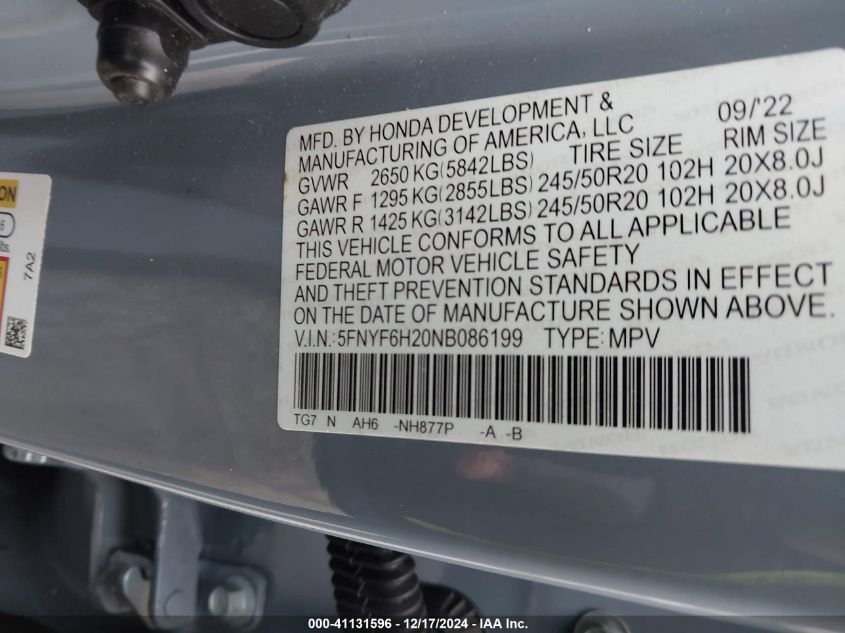 MFD. BY HONDA DEVELOPMENT & 09/'22
MANUFACTURING OF AMERICA, LLC
GVWR 2650 KG(5842LBS) TIRE SIZE RIM SIZE
GAWR F 1295 KG(2855LBS) 245/50R20 102H 20X8.0J
GAWR R 1425 KG(3142LBS) 245/50R20 102H 20X8.0J
THIS VEHICLE CONFORMS TO ALL APPLICABLE
FEDERAL MOTOR VEHICLE SAFETY
AND THEFT PREVENTION STANDARDS IN EFFECT
ON THE DATE OF MANUFACTURE SHOWN ABOVE.
V.I.N.:5FNYF6H20NB086199 TYPE:MPV
TG7 N AH6 -NH877P -A -B
ON
lbs.
7A2
000-41131596 — 12/17/2024 - IAA Inc.